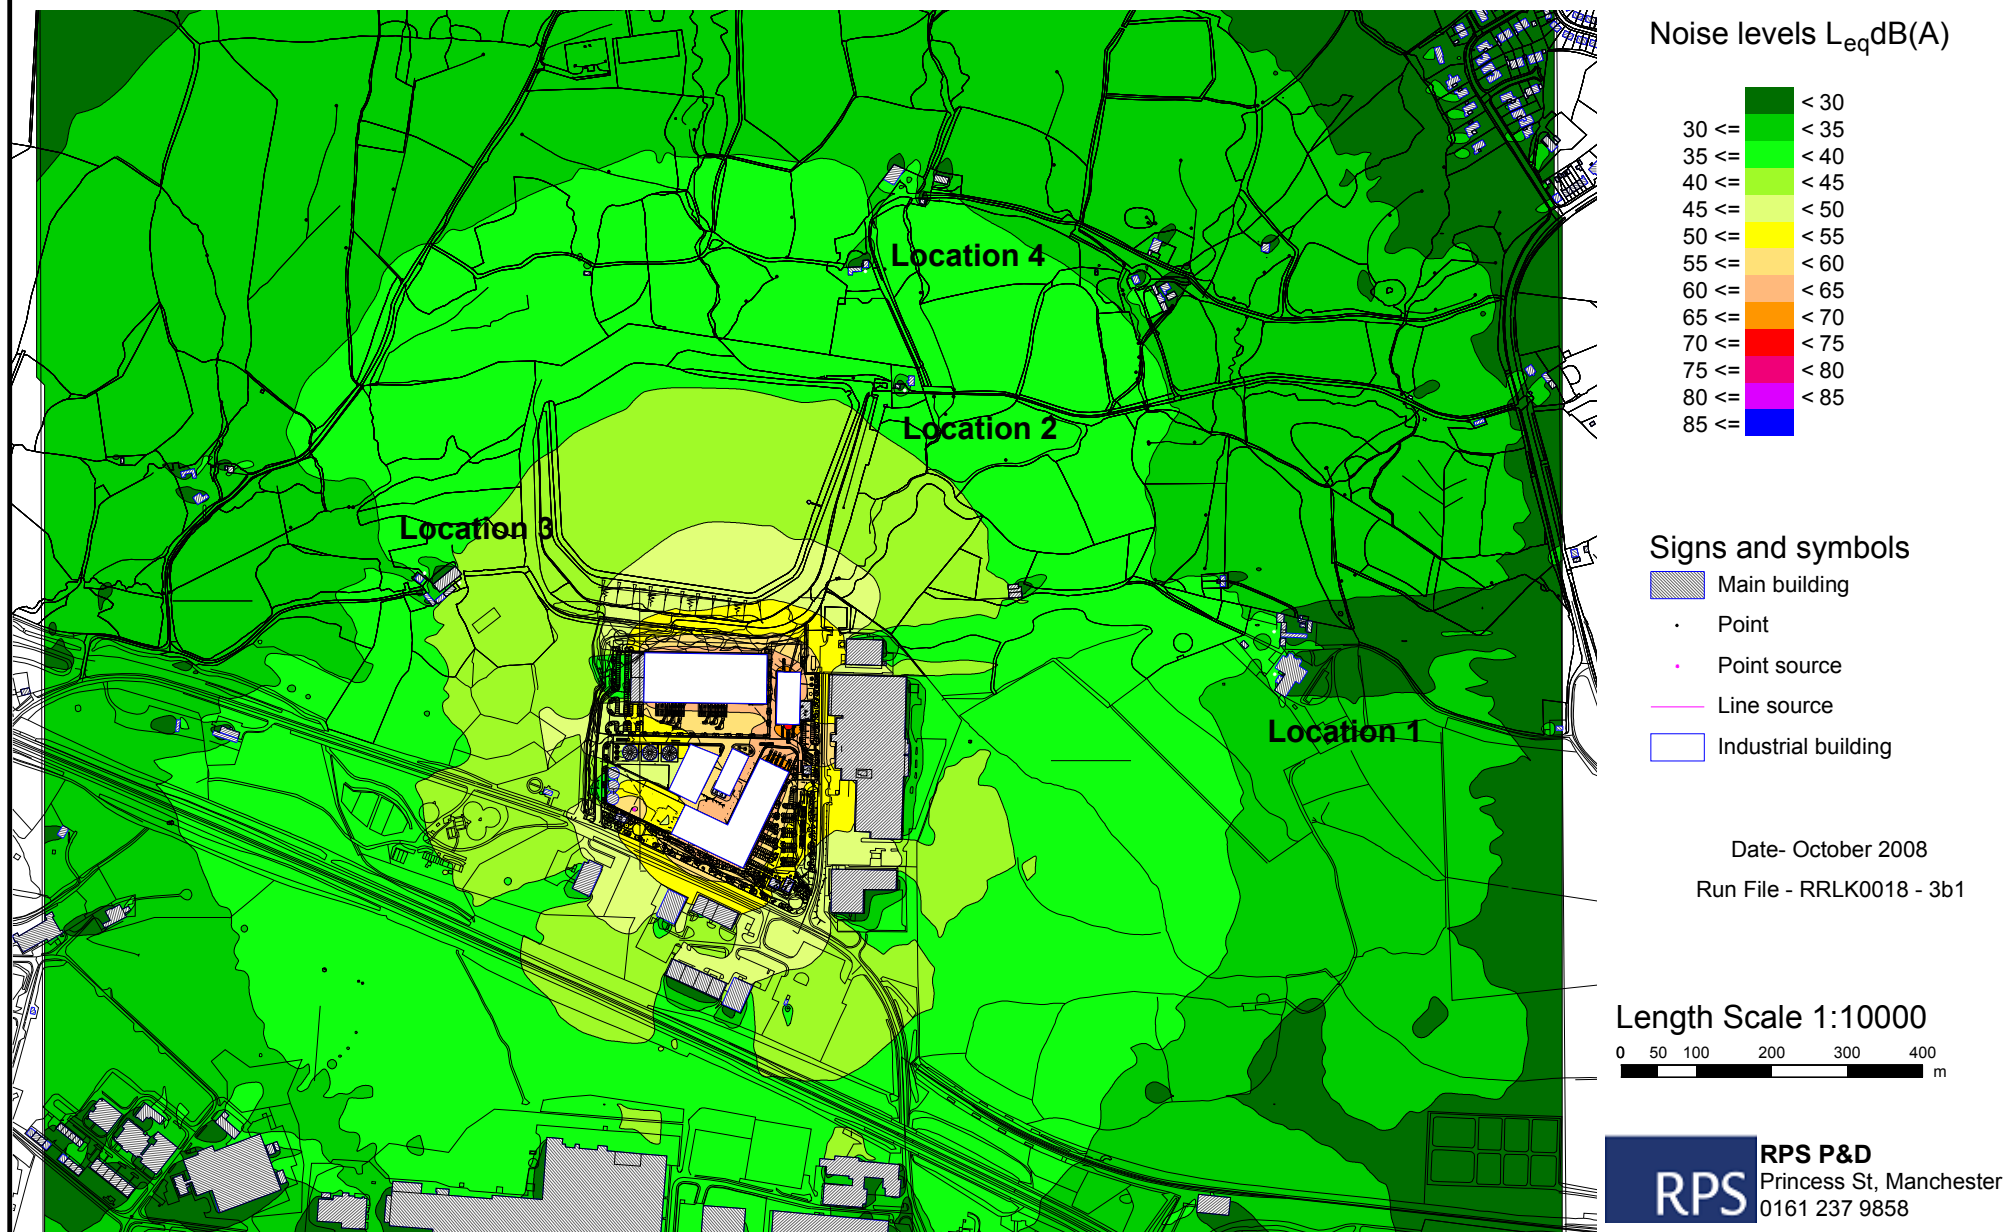 Location 4
Location 2
Location 3
Location 1
Noise levels LeqdB(A)
< 30
30 <= < 35
35 <= < 40
40 <= < 45
45 <= < 50
50 <= < 55
55 <= < 60
60 <= < 65
65 <= < 70
70 <= < 75
75 <= < 80
80 <= < 85
85 <=
Signs and symbols
Main building
Point
Point source
Line source
Industrial building
Date- October 2008
Run File - RRLK0018 - 3b1
Length Scale 1:10000
0 50 100 200 300 400
m
RPS
RPS P&D
Princess St, Manchester
0161 237 9858